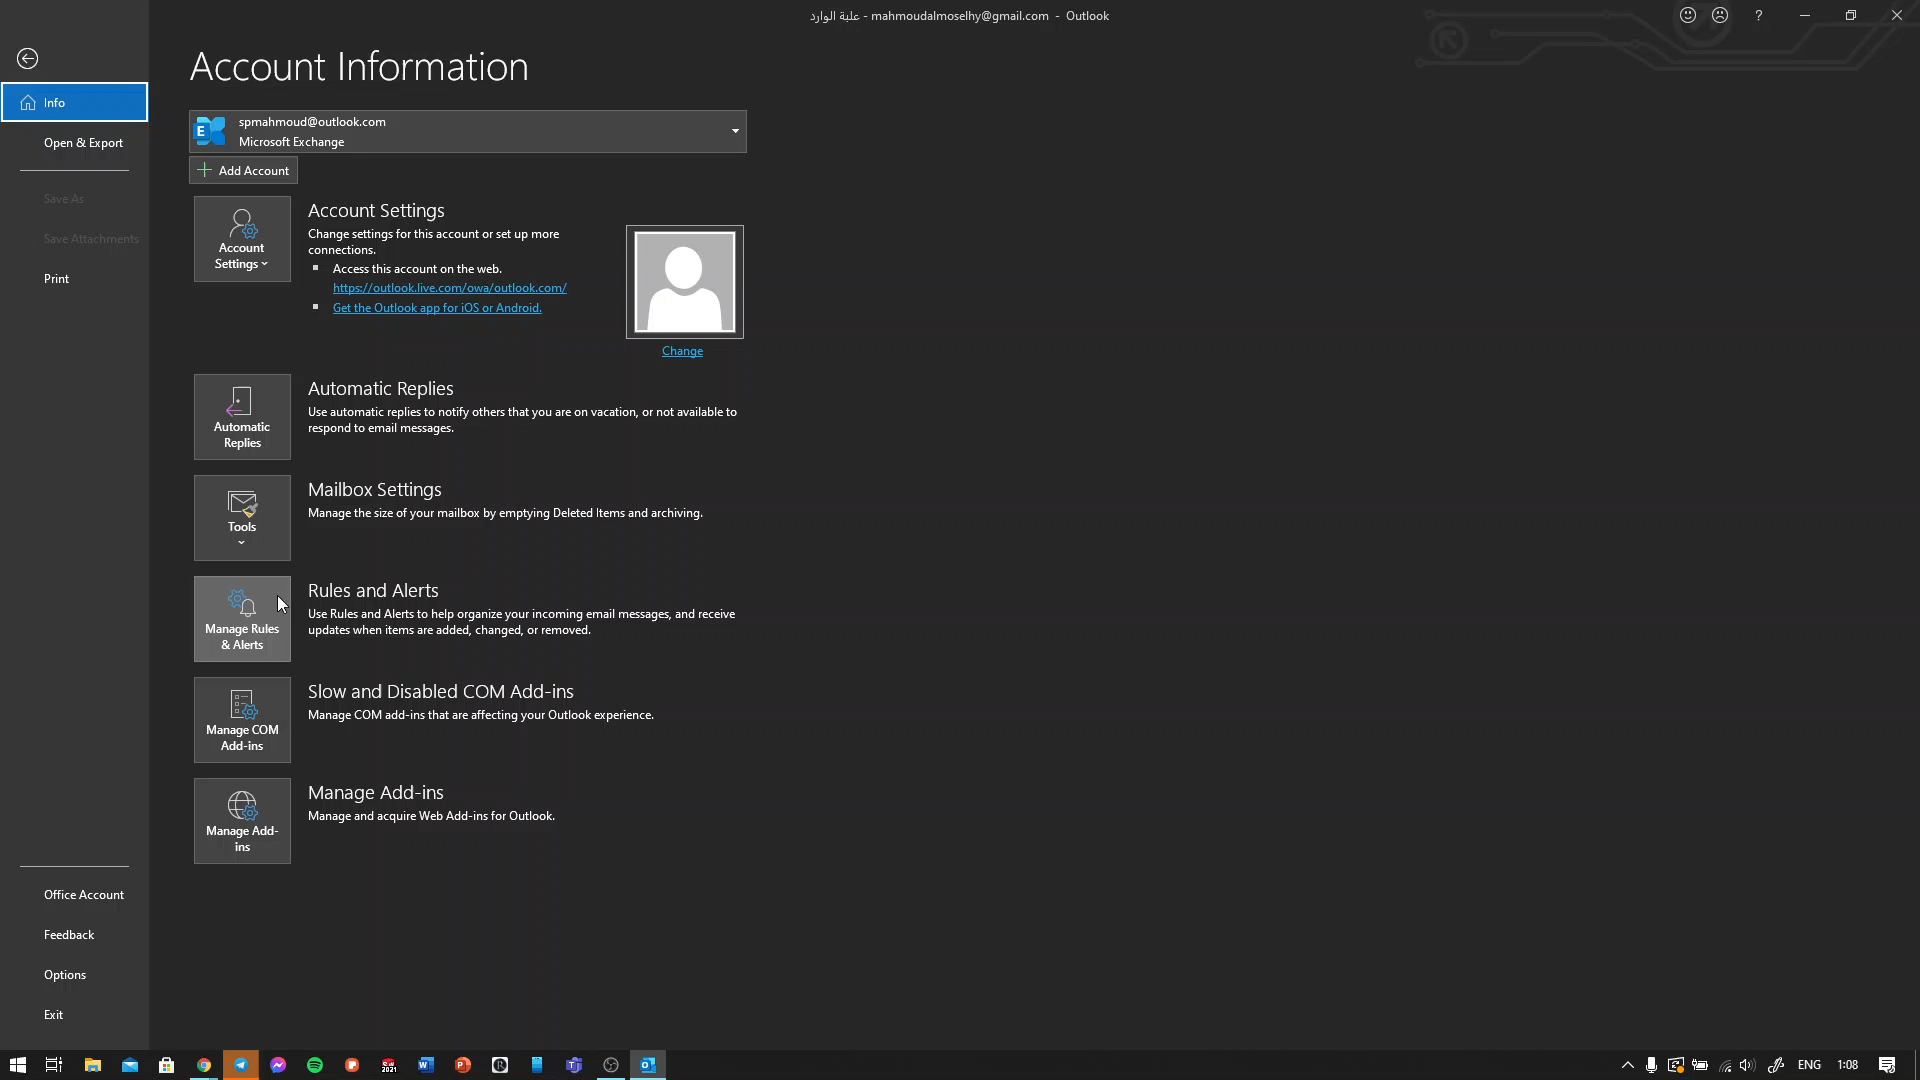 علبة الوارد - mahmoudalmoselhy@gmail.com - Outlook
?
Account Information
Info
Open & Export
Save As
Save Attachments
Print
Office Account
Feedback
Options
Exit
E
spmahmoud@outlook.com
Microsoft Exchange
Add Account
Account
Settings
Account Settings
Change settings for this account or set up more
connections.
Access this account on the web.
https://outlook.live.com/owa/outlook.com/
Get the Outlook app for iOS or Android.
Change
Automatic
Replies
Automatic Replies
Use automatic replies to notify others that you are on vacation, or not available to
respond to email messages.
Tools
Mailbox Settings
Manage the size of your mailbox by emptying Deleted Items and archiving.
Manage Rules
& Alerts
Rules and Alerts
Use Rules and Alerts to help organize your incoming email messages, and receive
updates when items are added, changed, or removed.
Manage COM
Add-ins
Slow and Disabled COM Add-ins
Manage COM add-ins that are affecting your Outlook experience.
Manage Add-
ins
Manage Add-ins
Manage and acquire Web Add-ins for Outlook.
2021
ENG
1:08